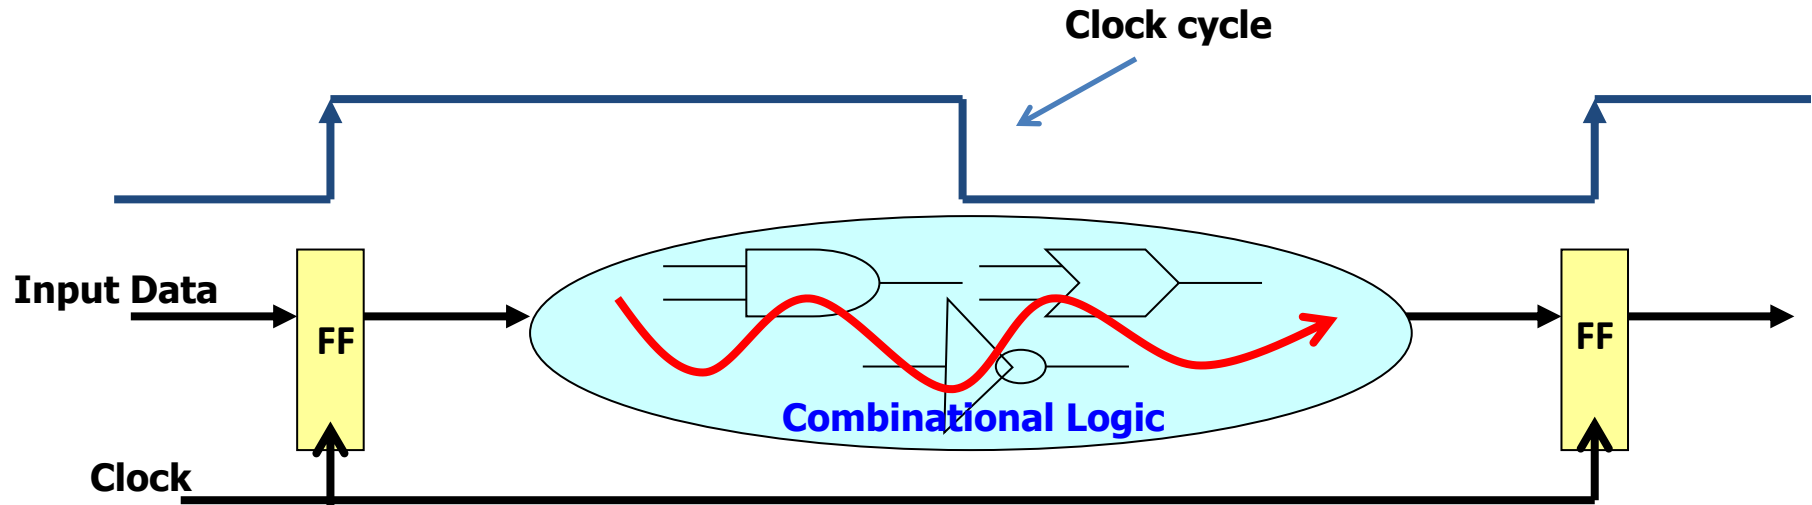 Clock cycle
Input Data
FF
FF
Combinational Logic
Clock